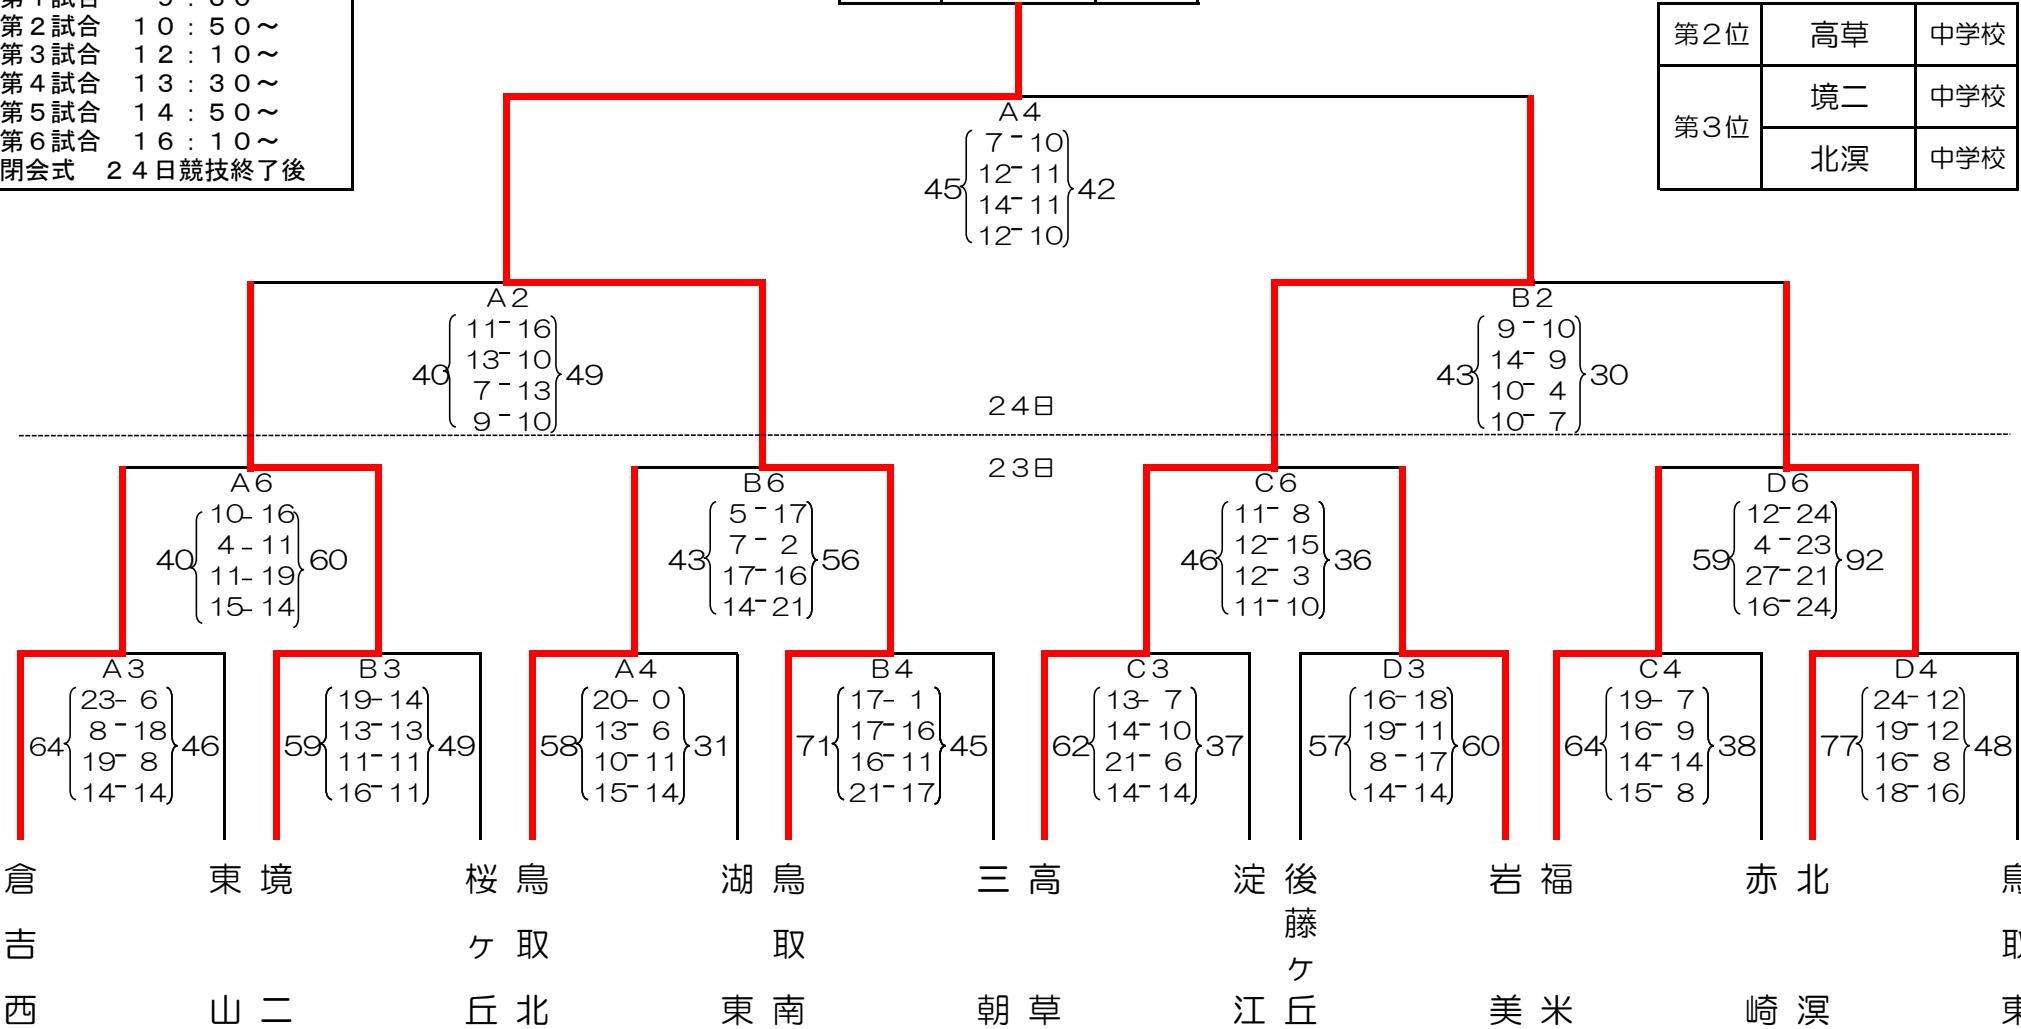 第２試合　１０：５０～
第３試合　１２：１０～
第４試合　１３：３０～
第５試合　１４：５０～
第６試合　１６：１０～
閉会式　２４日競技終了後
第２位 高草 中学校
第３位 境二 中学校
北溟 中学校
A４
7 - 10
12 - 11
45 42
14 - 11
12 - 10
A２ B２
11 - 16 9 - 10
13 - 10 14 - 9
40 49 43 30
7 - 13 10 - 4
9 - 10 10 - 7
２４日
２３日
A６ B６ C６ D６
10 - 16 5 - 17 11 - 8 12 - 24
4 - 11 7 - 2 12 - 15 4 - 23
40 60 43 56 46 36 59 92
11 - 19 17 - 16 12 - 3 27 - 21
15 - 14 14 - 21 11 - 10 16 - 24
A３ B３ A４ B４ C３ D３ C４ D４
23 - 6 19 - 14 20 - 0 17 - 1 13 - 7 16 - 18 19 - 7 24 - 12
8 - 18 13 - 13 13 - 6 17 - 16 14 - 10 19 - 11 16 - 9 19 - 12
64 46 59 49 58 31 71 45 62 37 57 60 64 38 77 48
19 - 8 11 - 11 10 - 11 16 - 11 21 - 6 8 - 17 14 - 14 16 - 8
14 - 14 16 - 11 15 - 14 21 - 17 14 - 14 14 - 14 15 - 8 18 - 16
倉吉西
東山
境二
桜ヶ丘
鳥取北
湖東
鳥取南
三朝
高草
淀江
後藤ヶ丘
岩美
福米
赤崎
北溟